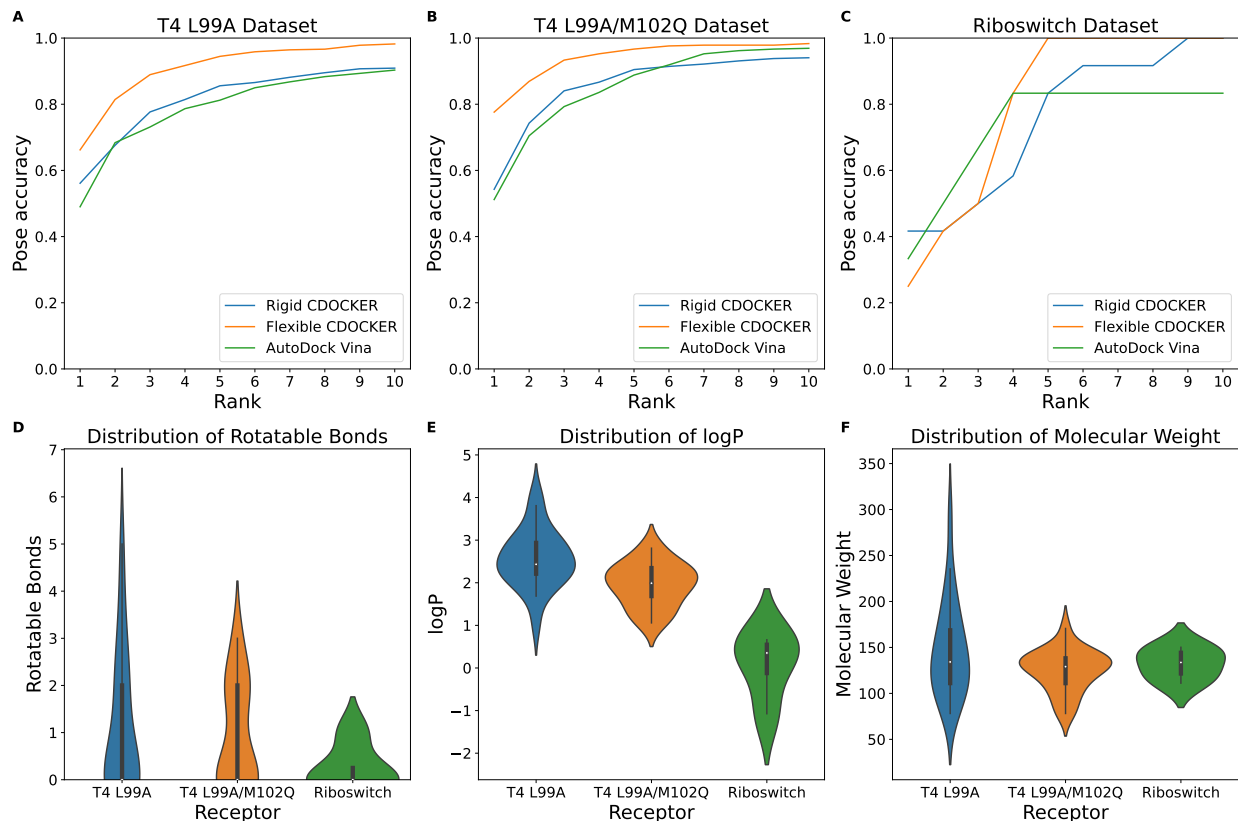 A
T4 L99A Dataset
Pose accuracy
1.0
0.8
0.6
0.4
0.2
0.0
Rigid CDOCKER
Flexible CDOCKER
AutoDock Vina
1 2 3 4 5 6 7 8 9 10
Rank
B
T4 L99A/M102Q Dataset
Pose accuracy
1.0
0.8
0.6
0.4
0.2
0.0
Rigid CDOCKER
Flexible CDOCKER
AutoDock Vina
1 2 3 4 5 6 7 8 9 10
Rank
C
Riboswitch Dataset
Pose accuracy
1.0
0.8
0.6
0.4
0.2
0.0
Rigid CDOCKER
Flexible CDOCKER
AutoDock Vina
1 2 3 4 5 6 7 8 9 10
Rank
D
Distribution of Rotatable Bonds
Rotatable Bonds
7
6
5
4
3
2
1
0
T4 L99A T4 L99A/M102Q Riboswitch
Receptor
E
Distribution of logP
logP
5
4
3
2
1
0
−1
−2
T4 L99A T4 L99A/M102Q Riboswitch
Receptor
F
Distribution of Molecular Weight
Molecular Weight
350
300
250
200
150
100
50
T4 L99A T4 L99A/M102Q Riboswitch
Receptor